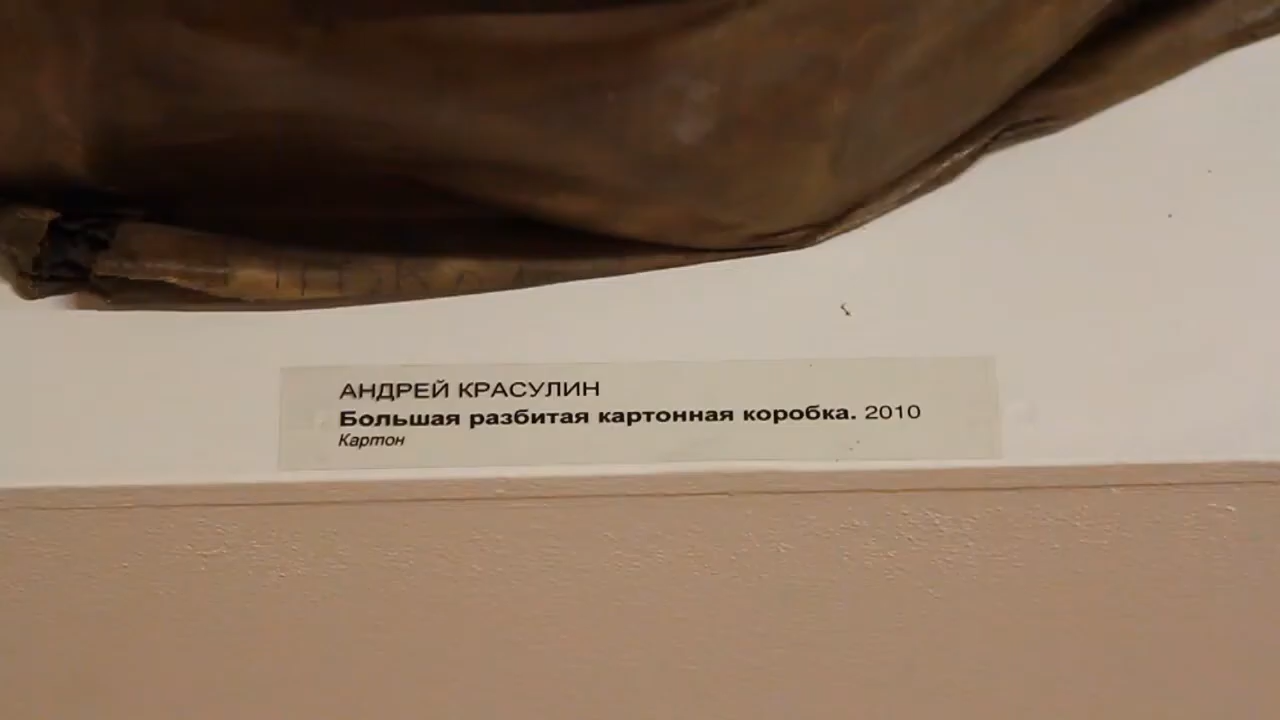 АНДРЕЙ КРАСУЛИН
Большая разбитая картонная коробка. 2010
Картон